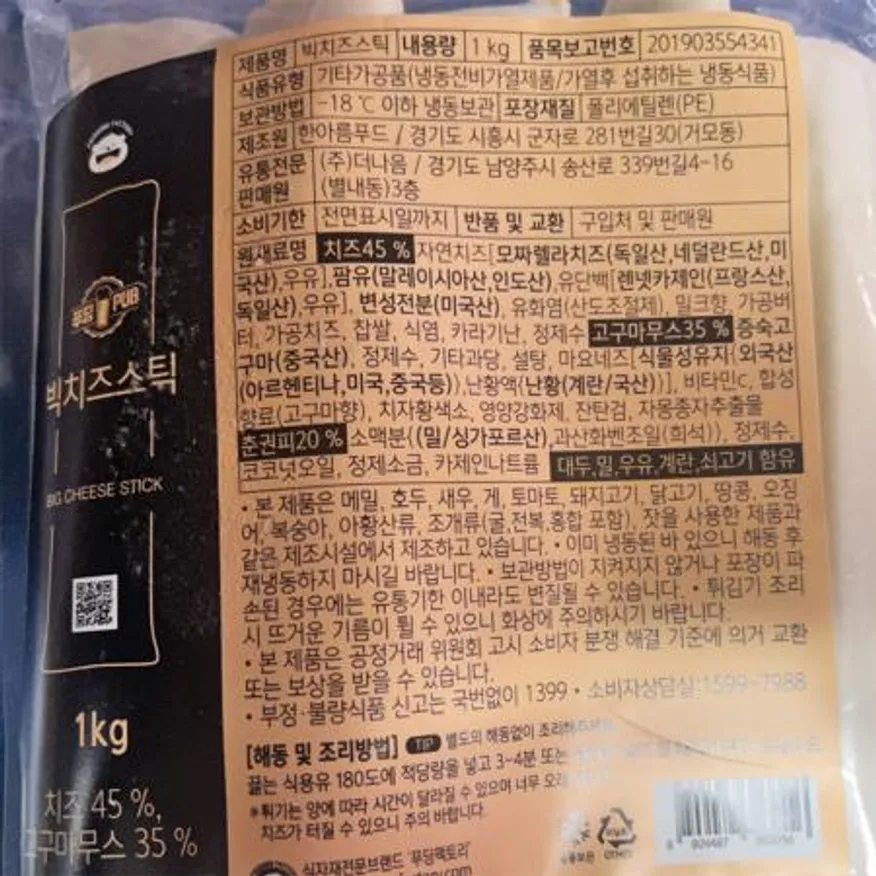 제품명 빅치즈스틱 내용량 1 kg 품목보고번호 201903554341
식품유형 기타가공품(냉동전비가열제품/가열후 섭취하는 냉동식품)
보관방법 -18 ℃ 이하 냉동보관 포장재질 폴리에틸렌(PE)
제조원 한아름푸드 / 경기도 시흥시 군자로 281번길30(거모동)
유통전문 (주)더나음 / 경기도 남양주시 송산로 339번길4-16
판매원 (별내동)3층
소비기한 전면표시일까지 반품 및 교환 구입처 및 판매원
원재료명 치즈45 % 자연치즈[모짜렐라치즈(독일산,네덜란드산,미
국산),우유],팜유(말레이시아산,인도산),유단백[렌넷카제인(프랑스산,
독일산),우유], 변성전분(미국산), 유화염(산도조절제), 밀크향, 가공버
터, 가공치즈, 찹쌀, 식염, 카라기난, 정제수 고구마무스35 % 증숙고
구마(중국산), 정제수, 기타과당, 설탕, 마요네즈[식물성유지(외국산
(아르헨티나,미국,중국등)),난황액(난황(계란/국산))], 비타민c, 합성
향료(고구마향), 치자황색소, 영양강화제, 잔탄검, 자몽종자추출물
춘권피20 % 소맥분((밀/싱가포르산),과산화벤조일(희석)), 정제수,
코코넛오일, 정제소금, 카제인나트륨 대두,밀,우유,계란,쇠고기 함유
• 본 제품은 메밀, 호두, 새우, 게, 토마토, 돼지고기, 닭고기, 땅콩, 오징
어, 복숭아, 아황산류, 조개류(굴,전복,홍합 포함), 잣을 사용한 제품과
같은 제조시설에서 제조하고 있습니다. • 이미 냉동된 바 있으니 해동 후
재냉동하지 마시길 바랍니다. • 보관방법이 지켜지지 않거나 포장이 파
손된 경우에는 유통기한 이내라도 변질될 수 있습니다. • 튀김기 조리
시 뜨거운 기름이 튈 수 있으니 화상에 주의하시기 바랍니다.
• 본 제품은 공정거래 위원회 고시 소비자 분쟁 해결 기준에 의거 교환
또는 보상을 받을 수 있습니다.
• 부정·불량식품 신고는 국번없이 1399 • 소비자상담실:1599-7988
[해동 및 조리방법] TIP 별도의 해동없이
끓는 식용유 180도에 적당량을 넣고 3~4분 또는
*튀기는 양에 따라 시간이 달라질 수 있으며 너무
치즈가 터질 수 있으니 주의 바랍니다.
식자재전문브랜드 '푸딩팩토리'
푸딩 PUB
빅치즈스틱
BIG CHEESE STICK
1kg
치즈 45 %,
고구마무스 35 %